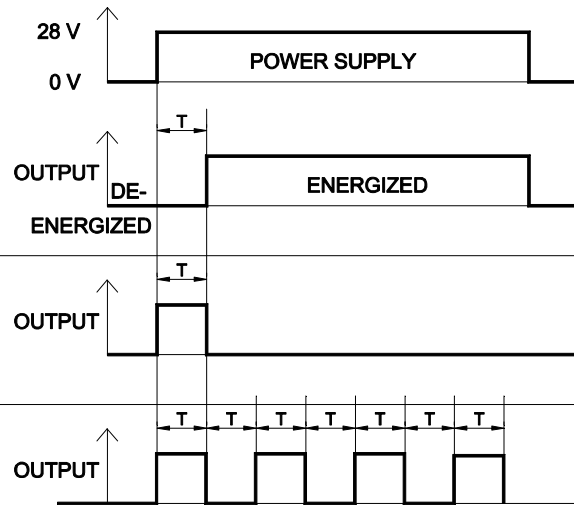 28 V
POWER SUPPLY
0 V
T
OUTPUT
DE-
ENERGIZED
ENERGIZED
T
OUTPUT
T T T T T T T
OUTPUT